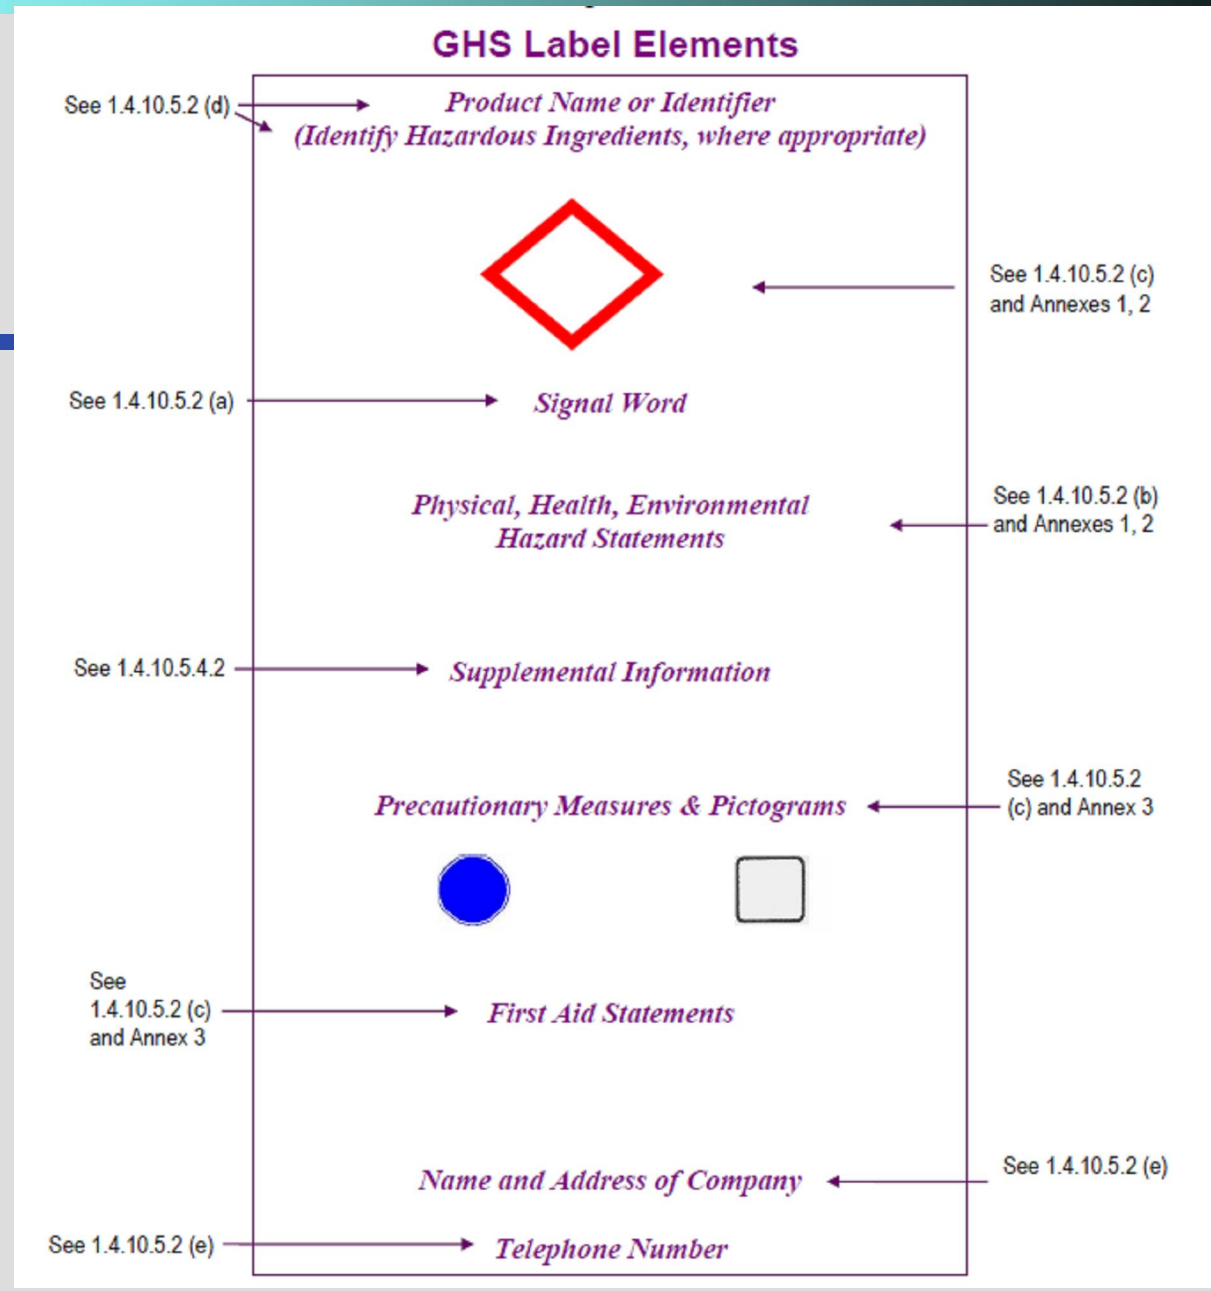 GHS Label Elements
See 1.4.10.5.2 (d)
Product Name or Identifier
(Identify Hazardous Ingredients, where appropriate)
See 1.4.10.5.2 (c)
and Annexes 1, 2
See 1.4.10.5.2 (a)
Signal Word
Physical, Health, Environmental
Hazard Statements
See 1.4.10.5.2 (b)
and Annexes 1, 2
See 1.4.10.5.4.2
Supplemental Information
Precautionary Measures & Pictograms
See 1.4.10.5.2
(c) and Annex 3
See
1.4.10.5.2 (c)
and Annex 3
First Aid Statements
Name and Address of Company
See 1.4.10.5.2 (e)
See 1.4.10.5.2 (e)
Telephone Number